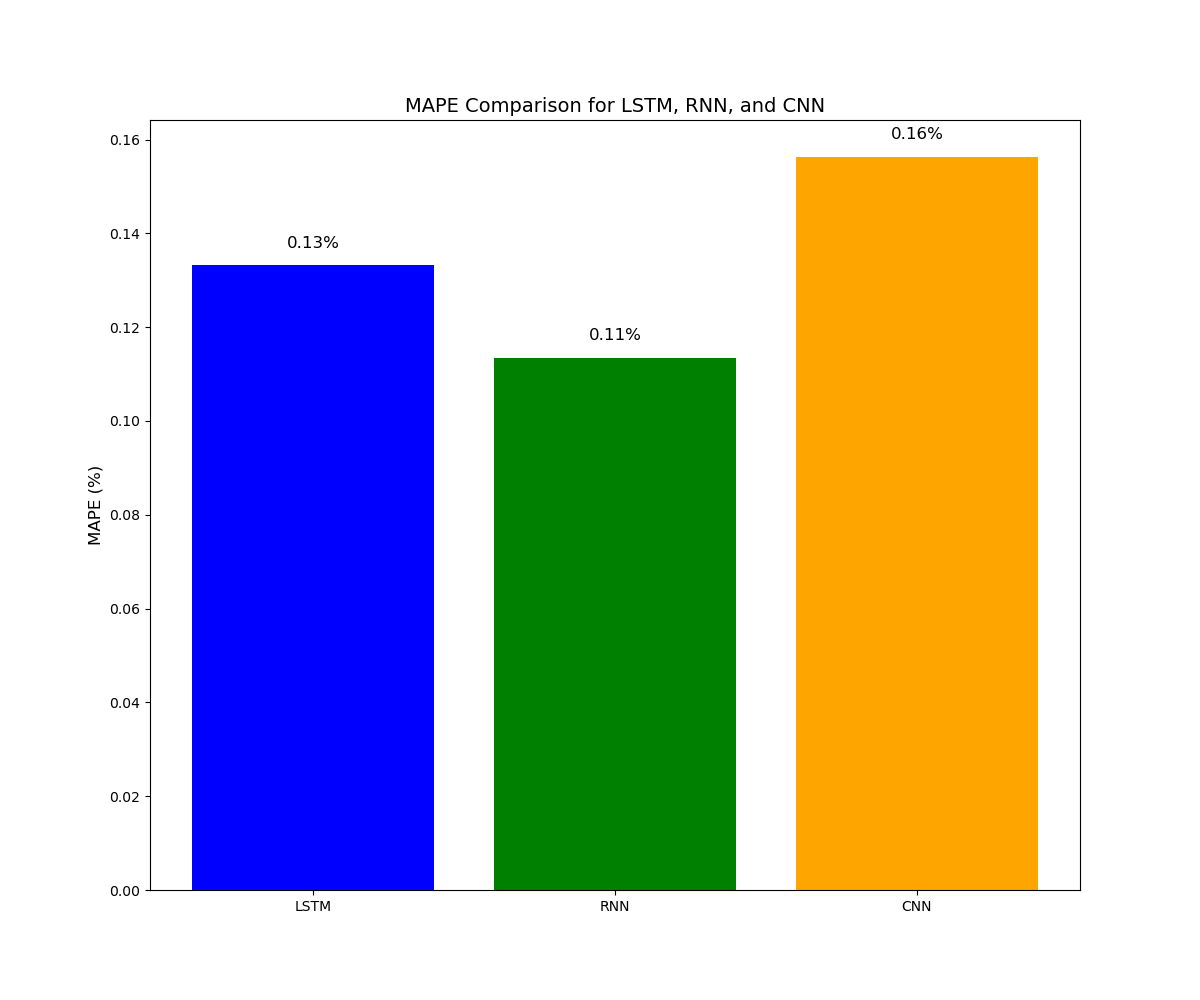 MAPE Comparison for LSTM, RNN, and CNN
0.16
0.14
0.12
0.10
0.08
0.06
0.04
0.02
0.00
MAPE (%)
0.13%
0.11%
0.16%
LSTM
RNN
CNN